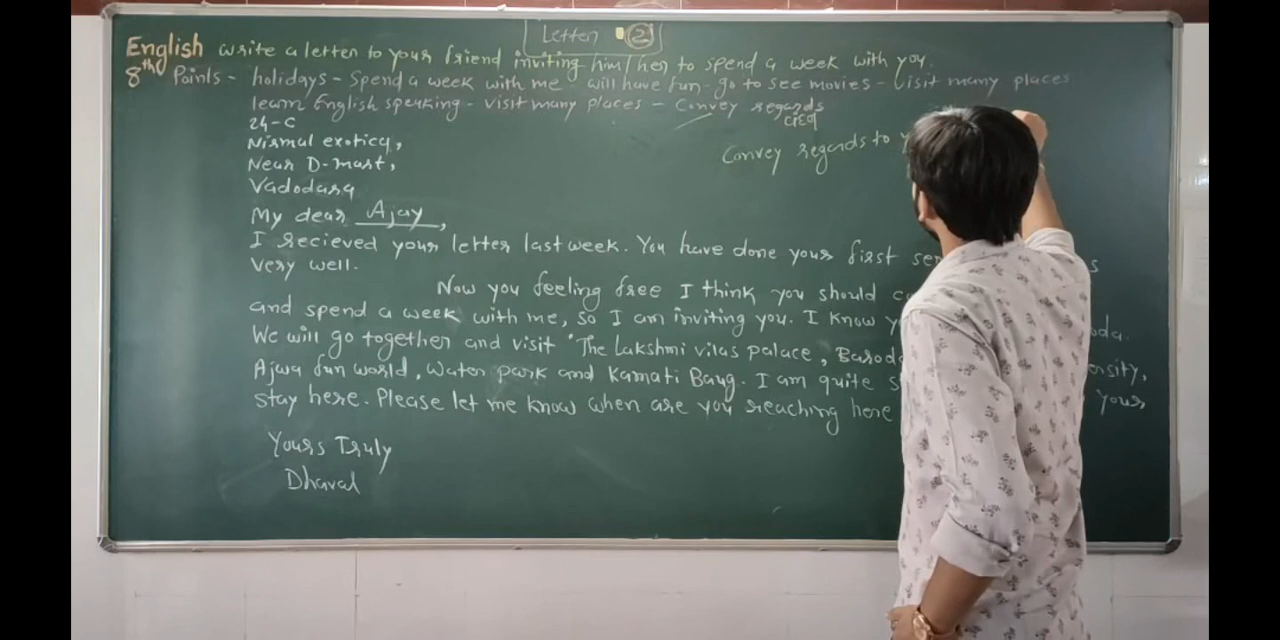 Letter 2
English write a letter to your friend inviting him/her to spend a week with you.
8th Points - holidays - Spend a week with me - will have fun - go to see movies - visit many places
learn English speaking - visit many places - Convey regards
24-C
Nirmal exotica,
Near D-mart,
Vadodara
Convey regards to
My dear Ajay,
I recieved your letter last week. You have done your first
very well.
Now you feeling free I think you should
and spend a week with me, so I am inviting you. I know
We will go together and visit "The Lakshmi vilas palace,
Ajwa fun world, Water park and Kamati Baug. I am quite
stay here. Please let me know when are you reaching here your,
Yours Truly
Dhaval